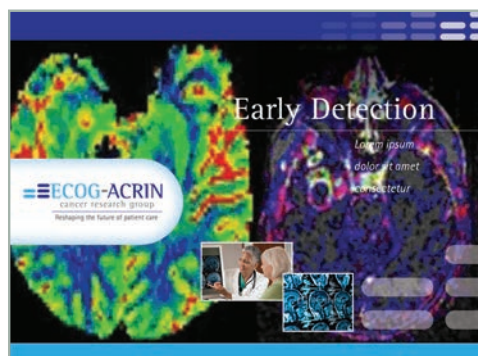 Early Detection
Lorem ipsum
dolor sit amet
consectetur
ECOG-ACRIN
cancer research group
Reshaping the future of patient care